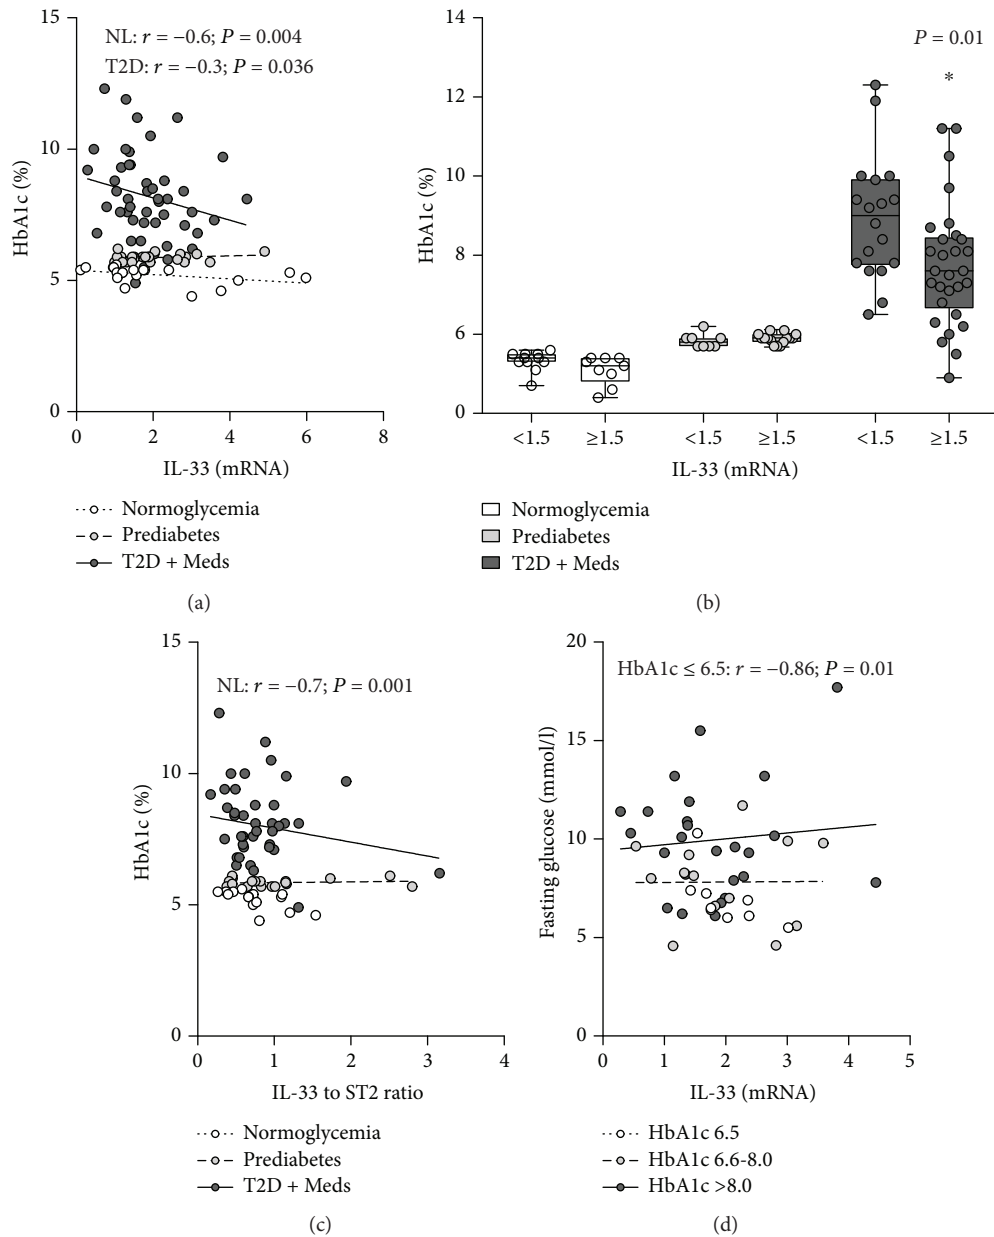 (a)
15
10
5
0
HbA1c (%)
NL: r = −0.6; P = 0.004
T2D: r = −0.3; P = 0.036
0 2 4 6 8
IL-33 (mRNA)
Normoglycemia
Prediabetes
T2D + Meds
(b)
14
12
10
8
6
0
HbA1c (%)
P = 0.01
*
<1.5 ≥1.5 <1.5 ≥1.5 <1.5 ≥1.5
IL-33 (mRNA)
Normoglycemia
Prediabetes
T2D + Meds
(c)
15
10
5
0
HbA1c (%)
NL: r = −0.7; P = 0.001
0 1 2 3 4
IL-33 to ST2 ratio
Normoglycemia
Prediabetes
T2D + Meds
(d)
20
15
10
5
0
Fasting glucose (mmol/l)
HbA1c ≤ 6.5: r = −0.86; P = 0.01
0 1 2 3 4 5
IL-33 (mRNA)
HbA1c 6.5
HbA1c 6.6-8.0
HbA1c >8.0